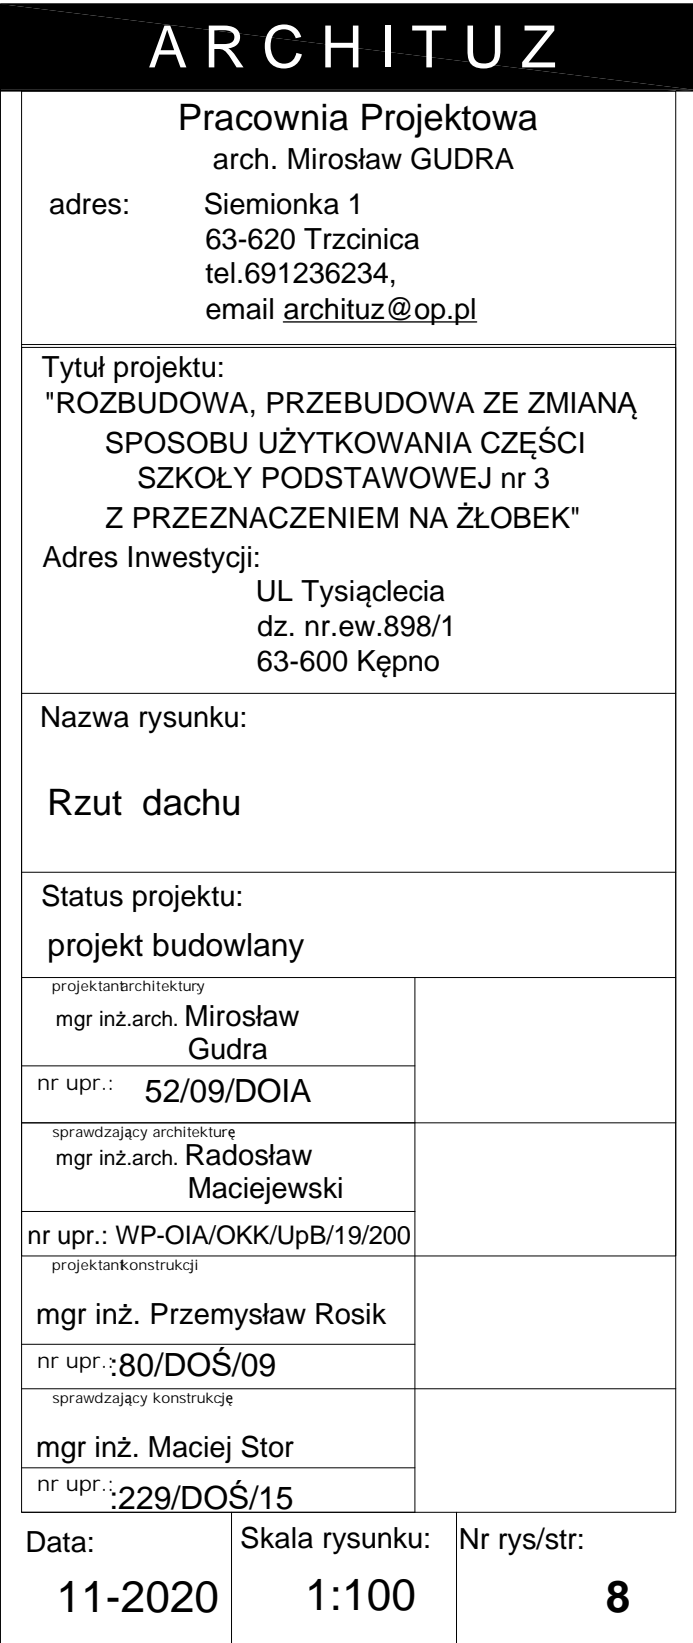 ARCHITUZ
Pracownia Projektowa
arch. Mirosław GUDRA
adres: Siemionka 1
63-620 Trzcinica
tel.691236234,
email archituz@op.pl
Tytuł projektu:
"ROZBUDOWA, PRZEBUDOWA ZE ZMIANĄ
SPOSOBU UŻYTKOWANIA CZĘŚCI
SZKOŁY PODSTAWOWEJ nr 3
Z PRZEZNACZENIEM NA ŻŁOBEK"
Adres Inwestycji:
UL Tysiąclecia
dz. nr.ew.898/1
63-600 Kępno
Nazwa rysunku:
Rzut dachu
Status projektu:
projekt budowlany
projektant architektury
mgr inż.arch. Mirosław
Gudra
nr upr.: 52/09/DOIA
sprawdzający architekturę
mgr inż.arch. Radosław
Maciejewski
nr upr.: WP-OIA/OKK/UpB/19/200
projektant konstrukcji
mgr inż. Przemysław Rosik
nr upr.: :80/DOŚ/09
sprawdzający konstrukcję
mgr inż. Maciej Stor
nr upr.: :229/DOŚ/15
Data: Skala rysunku: Nr rys/str:
11-2020 1:100 8